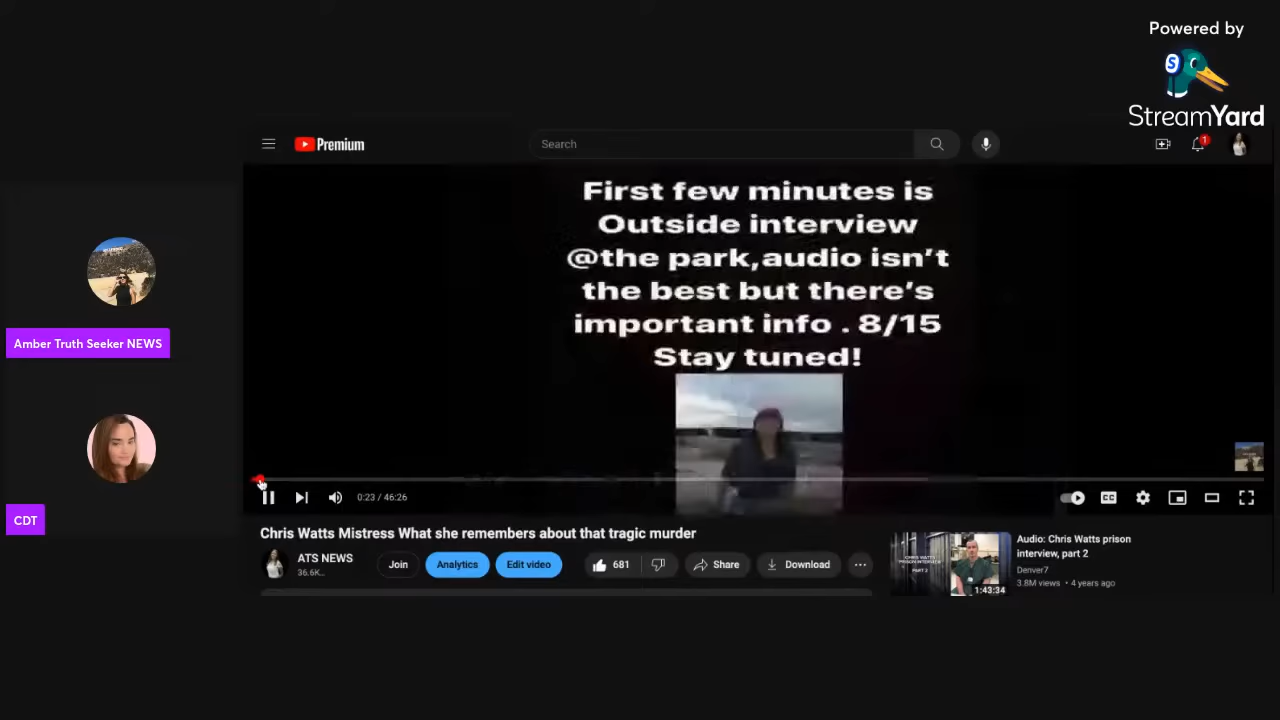 Powered by
StreamYard
Premium
Search
1
First few minutes is
Outside interview
@the park,audio isn't
the best but there's
important info . 8/15
Stay tuned!
Amber Truth Seeker NEWS
CDT
0:23 / 46:26
CC
Chris Watts Mistress What she remembers about that tragic murder
ATS NEWS
36.6K...
Join
Analytics
Edit video
681
Share
Download
Audio: Chris Watts prison
interview, part 2
Denver7
3.8M views • 4 years ago
1:43:34